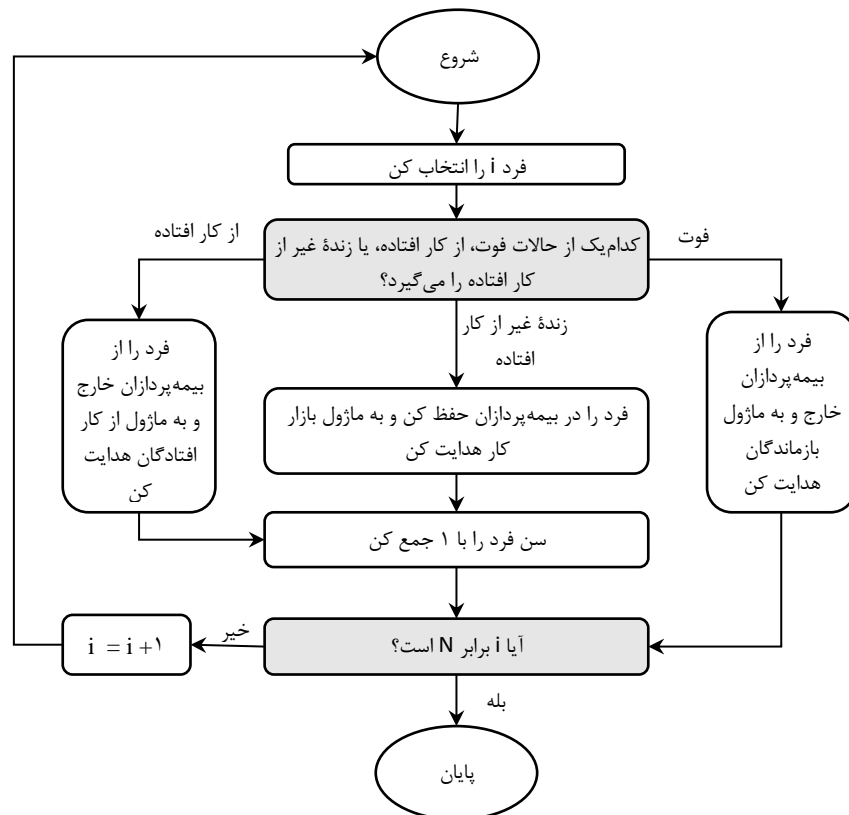 شروع
فرد i را انتخاب کن
کدام‌یک از حالات فوت، از کار افتاده، یا زندهٔ غیر از
کار افتاده را می‌گیرد؟
فوت
از کار افتاده
زندهٔ غیر از کار
افتاده
فرد را از
بیمه‌پردازان
خارج و به ماژول
بازماندگان
هدایت کن
فرد را در بیمه‌پردازان حفظ کن و به ماژول بازار
کار هدایت کن
فرد را از
بیمه‌پردازان خارج
و به ماژول از کار
افتادگان هدایت
کن
سن فرد را با ۱ جمع کن
آیا i برابر N است؟
خیر
i = i +۱
بله
پایان